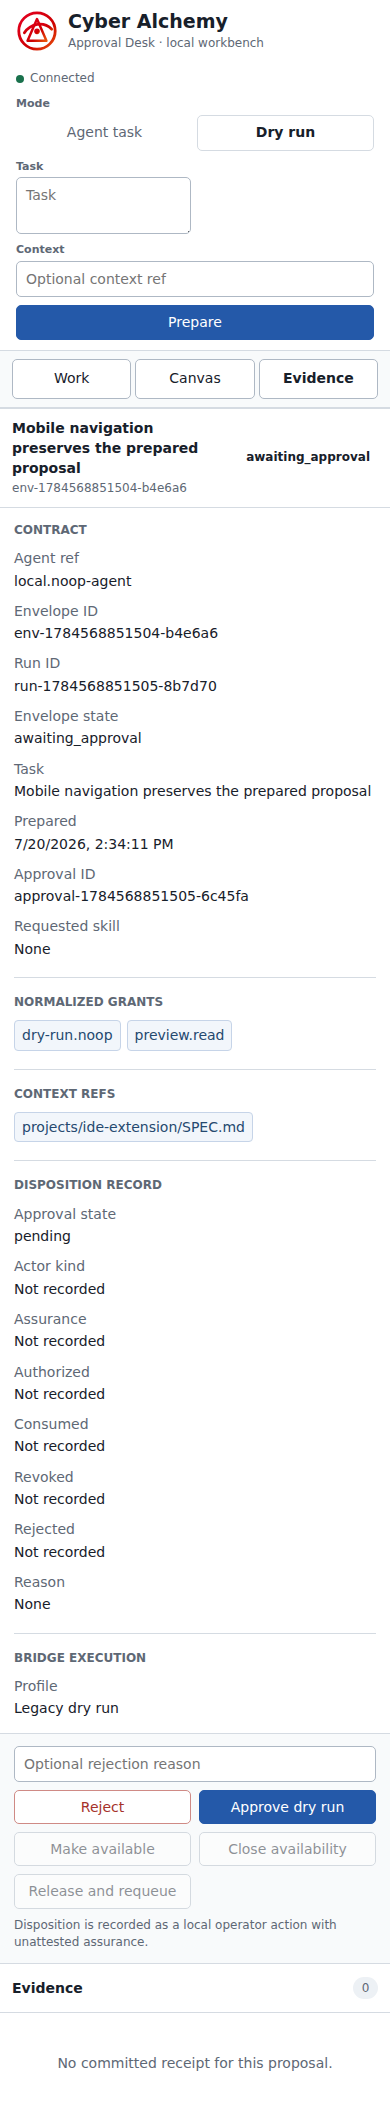 Cyber Alchemy
Approval Desk · local workbench
Connected
Mode
Agent task
Dry run
Task
Task
Context
Optional context ref
Prepare
Work
Canvas
Evidence
Mobile navigation
preserves the prepared
proposal
awaiting_approval
env-1784568851504-b4e6a6
CONTRACT
Agent ref
local.noop-agent
Envelope ID
env-1784568851504-b4e6a6
Run ID
run-1784568851505-8b7d70
Envelope state
awaiting_approval
Task
Mobile navigation preserves the prepared proposal
Prepared
7/20/2026, 2:34:11 PM
Approval ID
approval-1784568851505-6c45fa
Requested skill
None
NORMALIZED GRANTS
dry-run.noop
preview.read
CONTEXT REFS
projects/ide-extension/SPEC.md
DISPOSITION RECORD
Approval state
pending
Actor kind
Not recorded
Assurance
Not recorded
Authorized
Not recorded
Consumed
Not recorded
Revoked
Not recorded
Rejected
Not recorded
Reason
None
BRIDGE EXECUTION
Profile
Legacy dry run
Optional rejection reason
Reject
Approve dry run
Make available
Close availability
Release and requeue
Disposition is recorded as a local operator action with
unattested assurance.
Evidence
0
No committed receipt for this proposal.